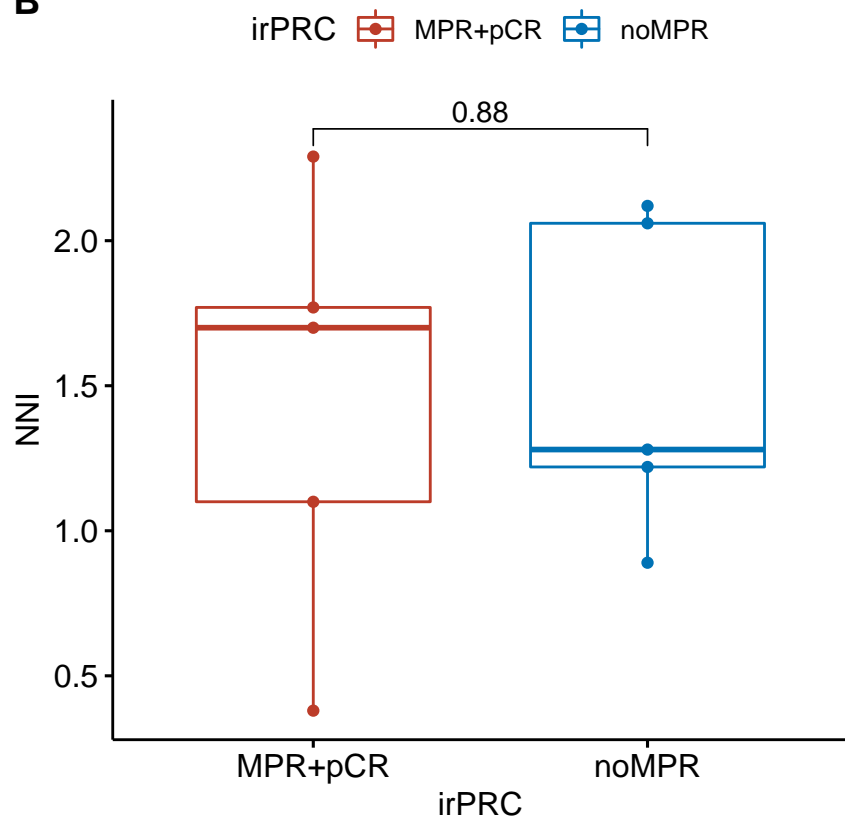 B
irPRC MPR+pCR noMPR
0.88
2.0
1.5
1.0
0.5
NNI
MPR+pCR noMPR
irPRC